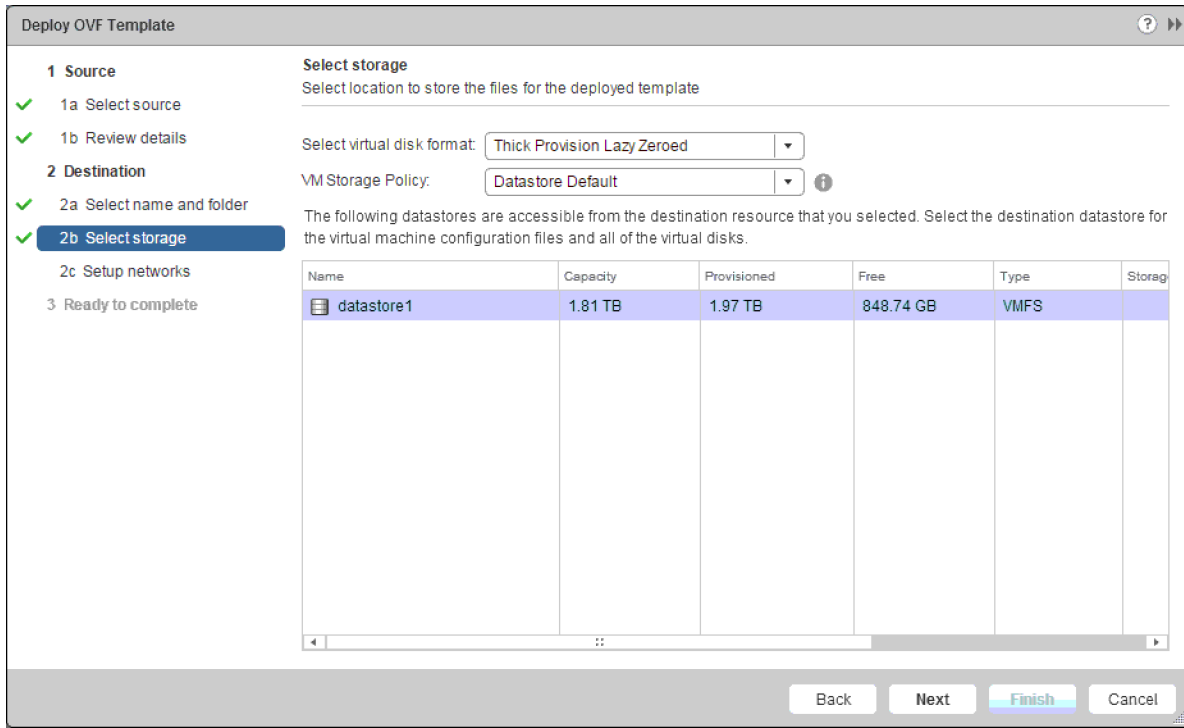 Deploy OVF Template
1 Source
1a Select source
1b Review details
2 Destination
2a Select name and folder
2b Select storage
2c Setup networks
3 Ready to complete
Select storage
Select location to store the files for the deployed template
Select virtual disk format: Thick Provision Lazy Zeroed
VM Storage Policy: Datastore Default
The following datastores are accessible from the destination resource that you selected. Select the destination datastore for
the virtual machine configuration files and all of the virtual disks.
Name Capacity Provisioned Free Type Storag
datastore1 1.81 TB 1.97 TB 848.74 GB VMFS
Back Next Finish Cancel